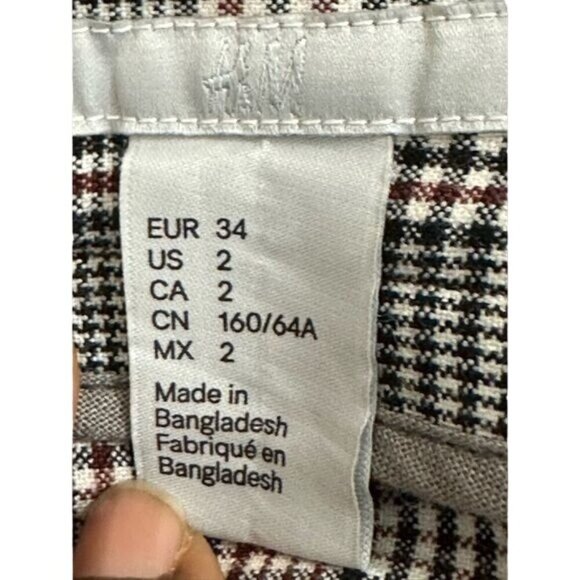 H&M
EUR 34
US 2
CA 2
CN 160/64A
MX 2
Made in
Bangladesh
Fabriqué en
Bangladesh